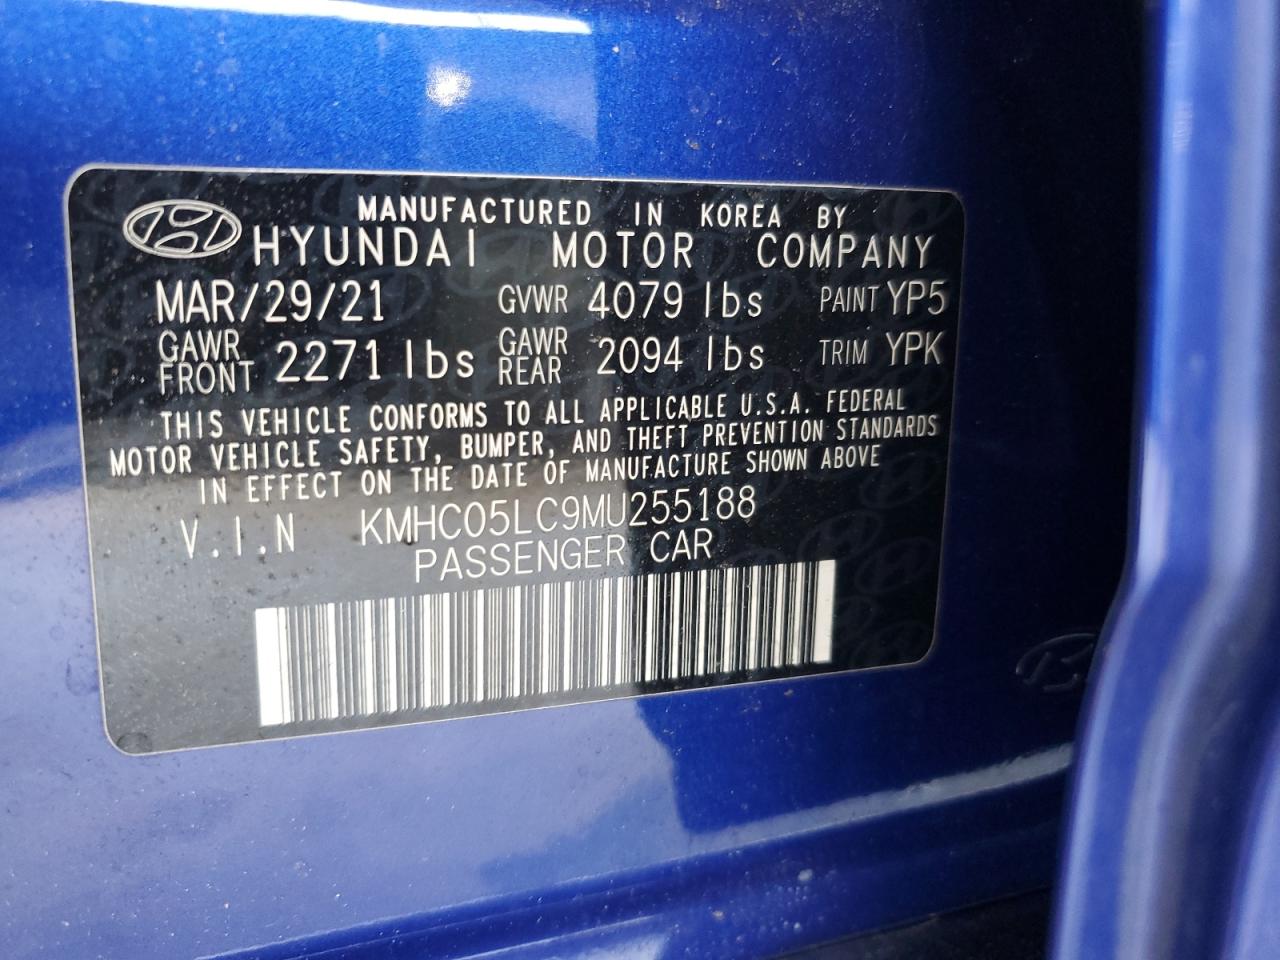 MANUFACTURED IN KOREA BY
HYUNDAI MOTOR COMPANY
MAR/29/21 GVWR 4079 lbs PAINT YP5
GAWR FRONT 2271 lbs GAWR REAR 2094 lbs TRIM YPK
THIS VEHICLE CONFORMS TO ALL APPLICABLE U.S.A. FEDERAL
MOTOR VEHICLE SAFETY, BUMPER, AND THEFT PREVENTION STANDARDS
IN EFFECT ON THE DATE OF MANUFACTURE SHOWN ABOVE
V.I.N KMHC05LC9MU255188
PASSENGER CAR